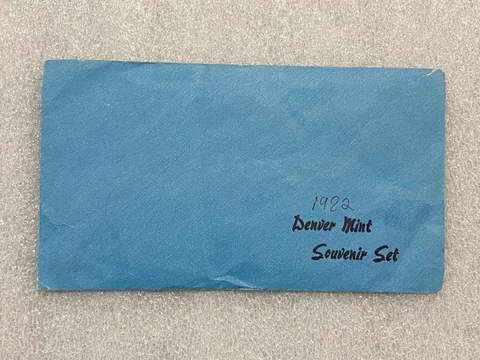 1982
Denver Mint
Souvenir Set